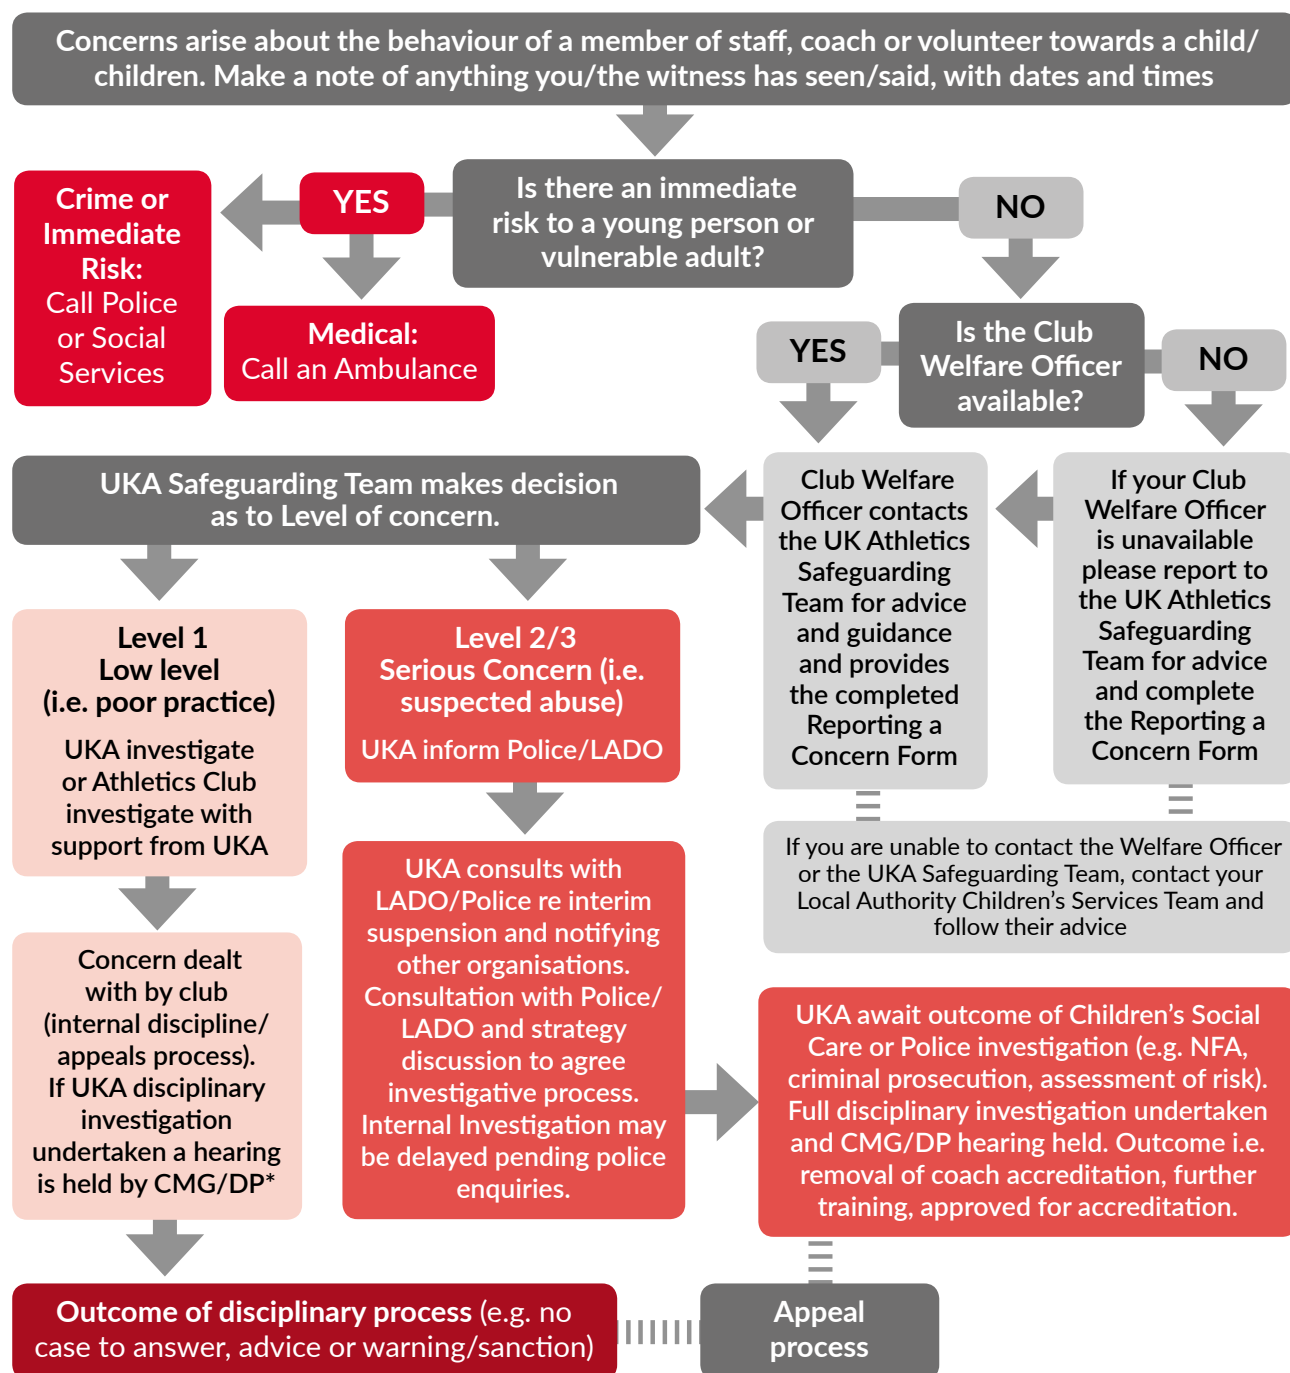 Concerns arise about the behaviour of a member of staff, coach or volunteer towards a child/
children. Make a note of anything you/the witness has seen/said, with dates and times
Crime or
Immediate
Risk:
Call Police
or Social
Services
YES
Is there an immediate
risk to a young person or
vulnerable adult?
NO
Medical:
Call an Ambulance
YES
Is the Club
Welfare Officer
available?
NO
UKA Safeguarding Team makes decision
as to Level of concern.
Club Welfare
Officer contacts
the UK Athletics
Safeguarding
Team for advice
and guidance
and provides
the completed
Reporting a
Concern Form
If your Club
Welfare Officer
is unavailable
please report to
the UK Athletics
Safeguarding
Team for advice
and complete
the Reporting a
Concern Form
Level 1
Low level
(i.e. poor practice)
UKA investigate
or Athletics Club
investigate with
support from UKA
Level 2/3
Serious Concern (i.e.
suspected abuse)
UKA inform Police/LADO
If you are unable to contact the Welfare Officer
or the UKA Safeguarding Team, contact your
Local Authority Children's Services Team and
follow their advice
Concern dealt
with by club
(internal discipline/
appeals process).
If UKA disciplinary
investigation
undertaken a hearing
is held by CMG/DP*
UKA consults with
LADO/Police re interim
suspension and notifying
other organisations.
Consultation with Police/
LADO and strategy
discussion to agree
investigative process.
Internal Investigation may
be delayed pending police
enquiries.
UKA await outcome of Children's Social
Care or Police investigation (e.g. NFA,
criminal prosecution, assessment of risk).
Full disciplinary investigation undertaken
and CMG/DP hearing held. Outcome i.e.
removal of coach accreditation, further
training, approved for accreditation.
Outcome of disciplinary process (e.g. no
case to answer, advice or warning/sanction)
Appeal
process